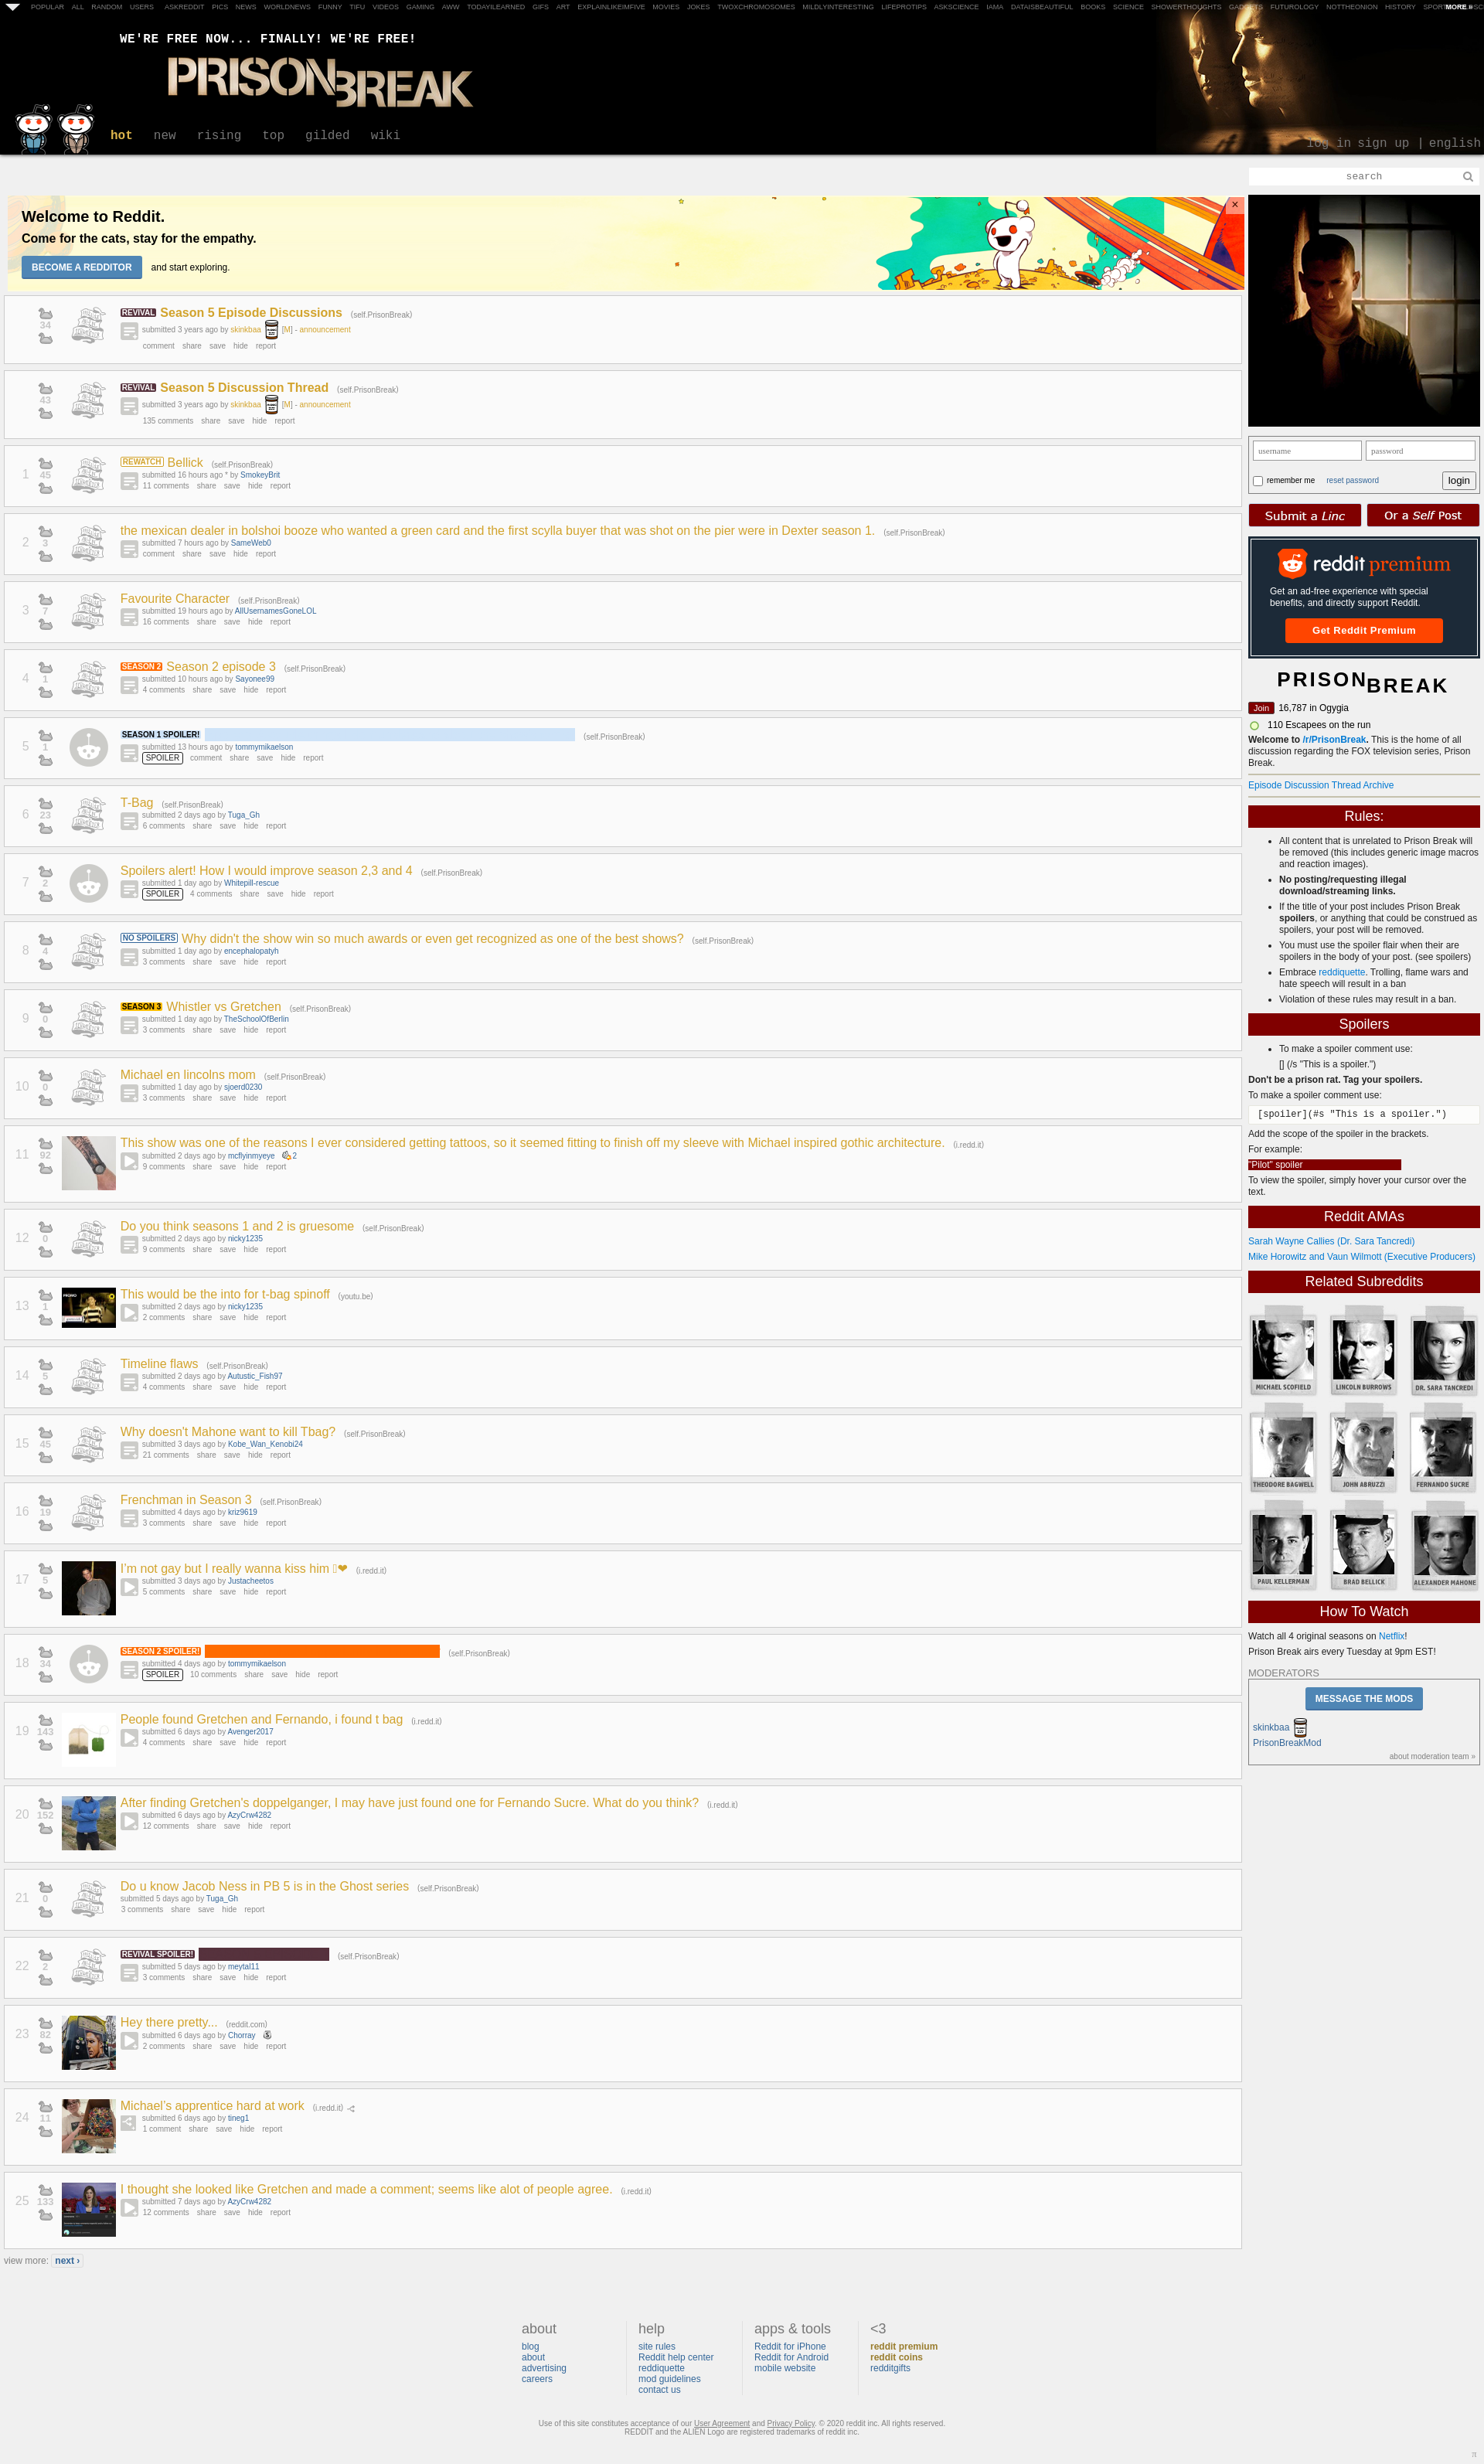 POPULAR ALL RANDOM USERS ASKREDDIT PICS NEWS WORLDNEWS FUNNY TIFU VIDEOS GAMING AWW TODAYILEARNED GIFS ART EXPLAINLIKEIMFIVE MOVIES JOKES TWOXCHROMOSOMES MILDLYINTERESTING LIFEPROTIPS ASKSCIENCE IAMA DATAISBEAUTIFUL BOOKS SCIENCE SHOWERTHOUGHTS GADGETS FUTUROLOGY NOTTHEONION HISTORY SPORTS MORE »
WE'RE FREE NOW... FINALLY! WE'RE FREE!
PRISON BREAK
hot new rising top gilded wiki
log in sign up | english
search
Welcome to Reddit.
Come for the cats, stay for the empathy.
BECOME A REDDITOR and start exploring.
×
34
REVIVAL Season 5 Episode Discussions (self.PrisonBreak)
submitted 3 years ago by skinkbaa [M] - announcement
comment share save hide report
43
REVIVAL Season 5 Discussion Thread (self.PrisonBreak)
submitted 3 years ago by skinkbaa [M] - announcement
135 comments share save hide report
1 45
REWATCH Bellick (self.PrisonBreak)
submitted 16 hours ago * by SmokeyBrit
11 comments share save hide report
2 3
the mexican dealer in bolshoi booze who wanted a green card and the first scylla buyer that was shot on the pier were in Dexter season 1. (self.PrisonBreak)
submitted 7 hours ago by SameWeb0
comment share save hide report
3 7
Favourite Character (self.PrisonBreak)
submitted 19 hours ago by AllUsernamesGoneLOL
16 comments share save hide report
4 1
SEASON 2 Season 2 episode 3 (self.PrisonBreak)
submitted 10 hours ago by Sayonee99
4 comments share save hide report
5 1
SEASON 1 SPOILER! (self.PrisonBreak)
submitted 13 hours ago by tommymikaelson
SPOILER comment share save hide report
6 23
T-Bag (self.PrisonBreak)
submitted 2 days ago by Tuga_Gh
6 comments share save hide report
7 2
Spoilers alert! How I would improve season 2,3 and 4 (self.PrisonBreak)
submitted 1 day ago by Whitepill-rescue
SPOILER 4 comments share save hide report
8 4
NO SPOILERS Why didn't the show win so much awards or even get recognized as one of the best shows? (self.PrisonBreak)
submitted 1 day ago by encephalopatyh
3 comments share save hide report
9 0
SEASON 3 Whistler vs Gretchen (self.PrisonBreak)
submitted 1 day ago by TheSchoolOfBerlin
3 comments share save hide report
10 0
Michael en lincolns mom (self.PrisonBreak)
submitted 1 day ago by sjoerd0230
3 comments share save hide report
11 92
This show was one of the reasons I ever considered getting tattoos, so it seemed fitting to finish off my sleeve with Michael inspired gothic architecture. (i.redd.it)
submitted 2 days ago by mcflyinmyeye 2
9 comments share save hide report
12 0
Do you think seasons 1 and 2 is gruesome (self.PrisonBreak)
submitted 2 days ago by nicky1235
9 comments share save hide report
13 1
This would be the into for t-bag spinoff (youtu.be)
submitted 2 days ago by nicky1235
2 comments share save hide report
14 5
Timeline flaws (self.PrisonBreak)
submitted 2 days ago by Autustic_Fish97
4 comments share save hide report
15 45
Why doesn't Mahone want to kill Tbag? (self.PrisonBreak)
submitted 3 days ago by Kobe_Wan_Kenobi24
21 comments share save hide report
16 19
Frenchman in Season 3 (self.PrisonBreak)
submitted 4 days ago by kriz9619
3 comments share save hide report
17 5
I'm not gay but I really wanna kiss him ❤ (i.redd.it)
submitted 3 days ago by Justacheetos
5 comments share save hide report
18 34
SEASON 2 SPOILER! (self.PrisonBreak)
submitted 4 days ago by tommymikaelson
SPOILER 10 comments share save hide report
19 143
People found Gretchen and Fernando, i found t bag (i.redd.it)
submitted 6 days ago by Avenger2017
4 comments share save hide report
20 152
After finding Gretchen's doppelganger, I may have just found one for Fernando Sucre. What do you think? (i.redd.it)
submitted 6 days ago by AzyCrw4282
12 comments share save hide report
21 0
Do u know Jacob Ness in PB 5 is in the Ghost series (self.PrisonBreak)
submitted 5 days ago by Tuga_Gh
3 comments share save hide report
22 2
REVIVAL SPOILER! (self.PrisonBreak)
submitted 5 days ago by meytal11
3 comments share save hide report
23 82
Hey there pretty... (reddit.com)
submitted 6 days ago by Chorray
2 comments share save hide report
24 11
Michael's apprentice hard at work (i.redd.it)
submitted 6 days ago by tineg1
1 comment share save hide report
25 133
I thought she looked like Gretchen and made a comment; seems like alot of people agree. (i.redd.it)
submitted 7 days ago by AzyCrw4282
12 comments share save hide report
view more: next ›
username password
remember me reset password login
Submit a Linc Or a Self Post
reddit premium
Get an ad-free experience with special
benefits, and directly support Reddit.
Get Reddit Premium
PRISON BREAK
Join 16,787 in Ogygia
110 Escapees on the run
Welcome to /r/PrisonBreak. This is the home of all
discussion regarding the FOX television series, Prison
Break.
Episode Discussion Thread Archive
Rules:
• All content that is unrelated to Prison Break will
be removed (this includes generic image macros
and reaction images).
• No posting/requesting illegal
download/streaming links.
• If the title of your post includes Prison Break
spoilers, or anything that could be construed as
spoilers, your post will be removed.
• You must use the spoiler flair when their are
spoilers in the body of your post. (see spoilers)
• Embrace reddiquette. Trolling, flame wars and
hate speech will result in a ban
• Violation of these rules may result in a ban.
Spoilers
• To make a spoiler comment use:
[] (/s "This is a spoiler.")
Don't be a prison rat. Tag your spoilers.
To make a spoiler comment use:
[spoiler](#s "This is a spoiler.")
Add the scope of the spoiler in the brackets.
For example:
"Pilot" spoiler
To view the spoiler, simply hover your cursor over the
text.
Reddit AMAs
Sarah Wayne Callies (Dr. Sara Tancredi)
Mike Horowitz and Vaun Wilmott (Executive Producers)
Related Subreddits
MICHAEL SCOFIELD LINCOLN BURROWS DR. SARA TANCREDI
THEODORE BAGWELL JOHN ABRUZZI FERNANDO SUCRE
PAUL KELLERMAN BRAD BELLICK ALEXANDER MAHONE
How To Watch
Watch all 4 original seasons on Netflix!
Prison Break airs every Tuesday at 9pm EST!
MODERATORS
MESSAGE THE MODS
skinkbaa
PrisonBreakMod
about moderation team »
about
blog
about
advertising
careers
help
site rules
Reddit help center
reddiquette
mod guidelines
contact us
apps & tools
Reddit for iPhone
Reddit for Android
mobile website
<3
reddit premium
reddit coins
redditgifts
Use of this site constitutes acceptance of our User Agreement and Privacy Policy. © 2020 reddit inc. All rights reserved.
REDDIT and the ALIEN Logo are registered trademarks of reddit inc.
π